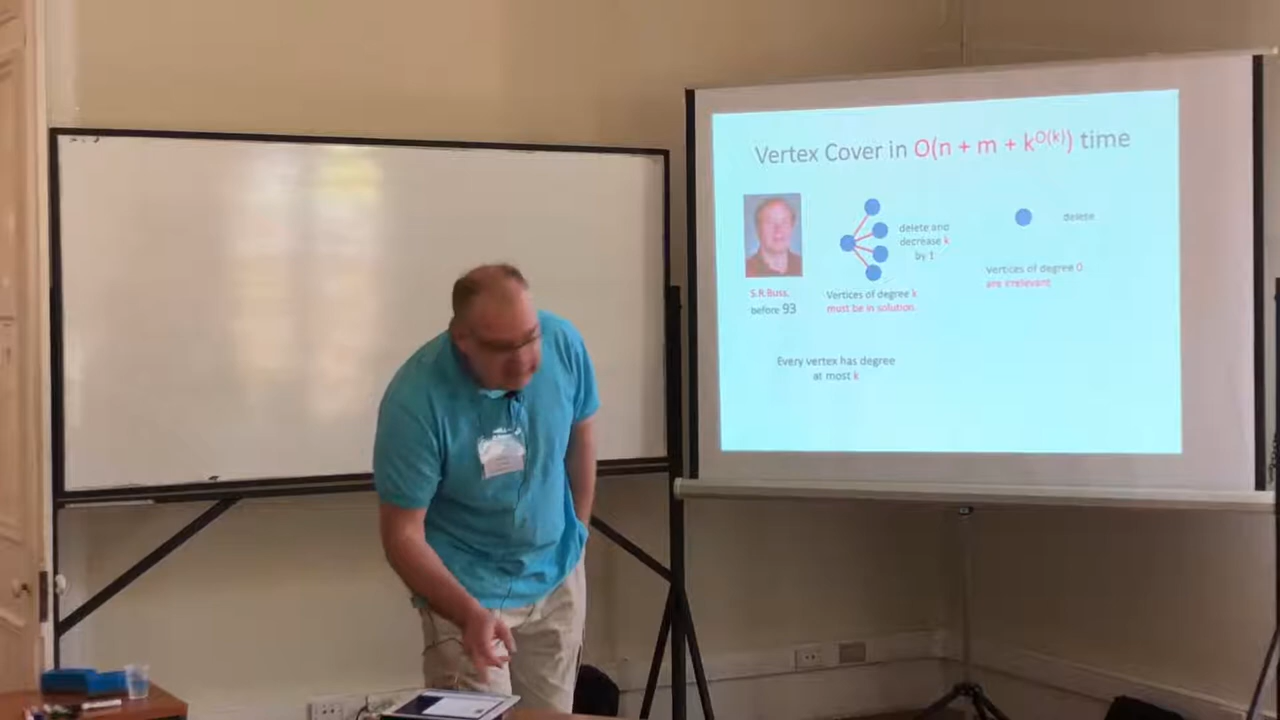 Vertex Cover in O(n + m + k^O(k)) time
delete and
decrease k
by 1
delete
S.R.Buss,
before 93
Vertices of degree k
must be in solution
vertices of degree 0
are irrelevant
Every vertex has degree
at most k